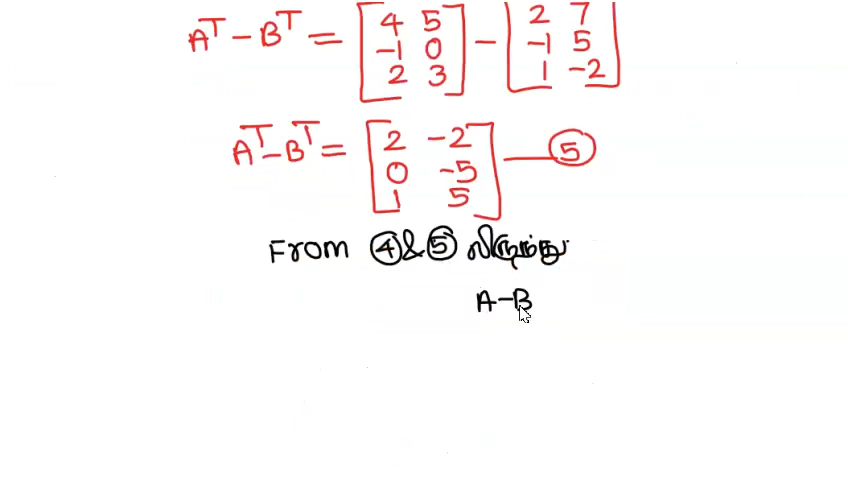 Aᵀ − Bᵀ = [4 5; −1 0; 2 3] − [2 7; −1 5; 1 −2]
Aᵀ − Bᵀ = [2 −2; 0 −5; 1 5] — ⑤
From ④ & ⑤ லிருந்து
A − B